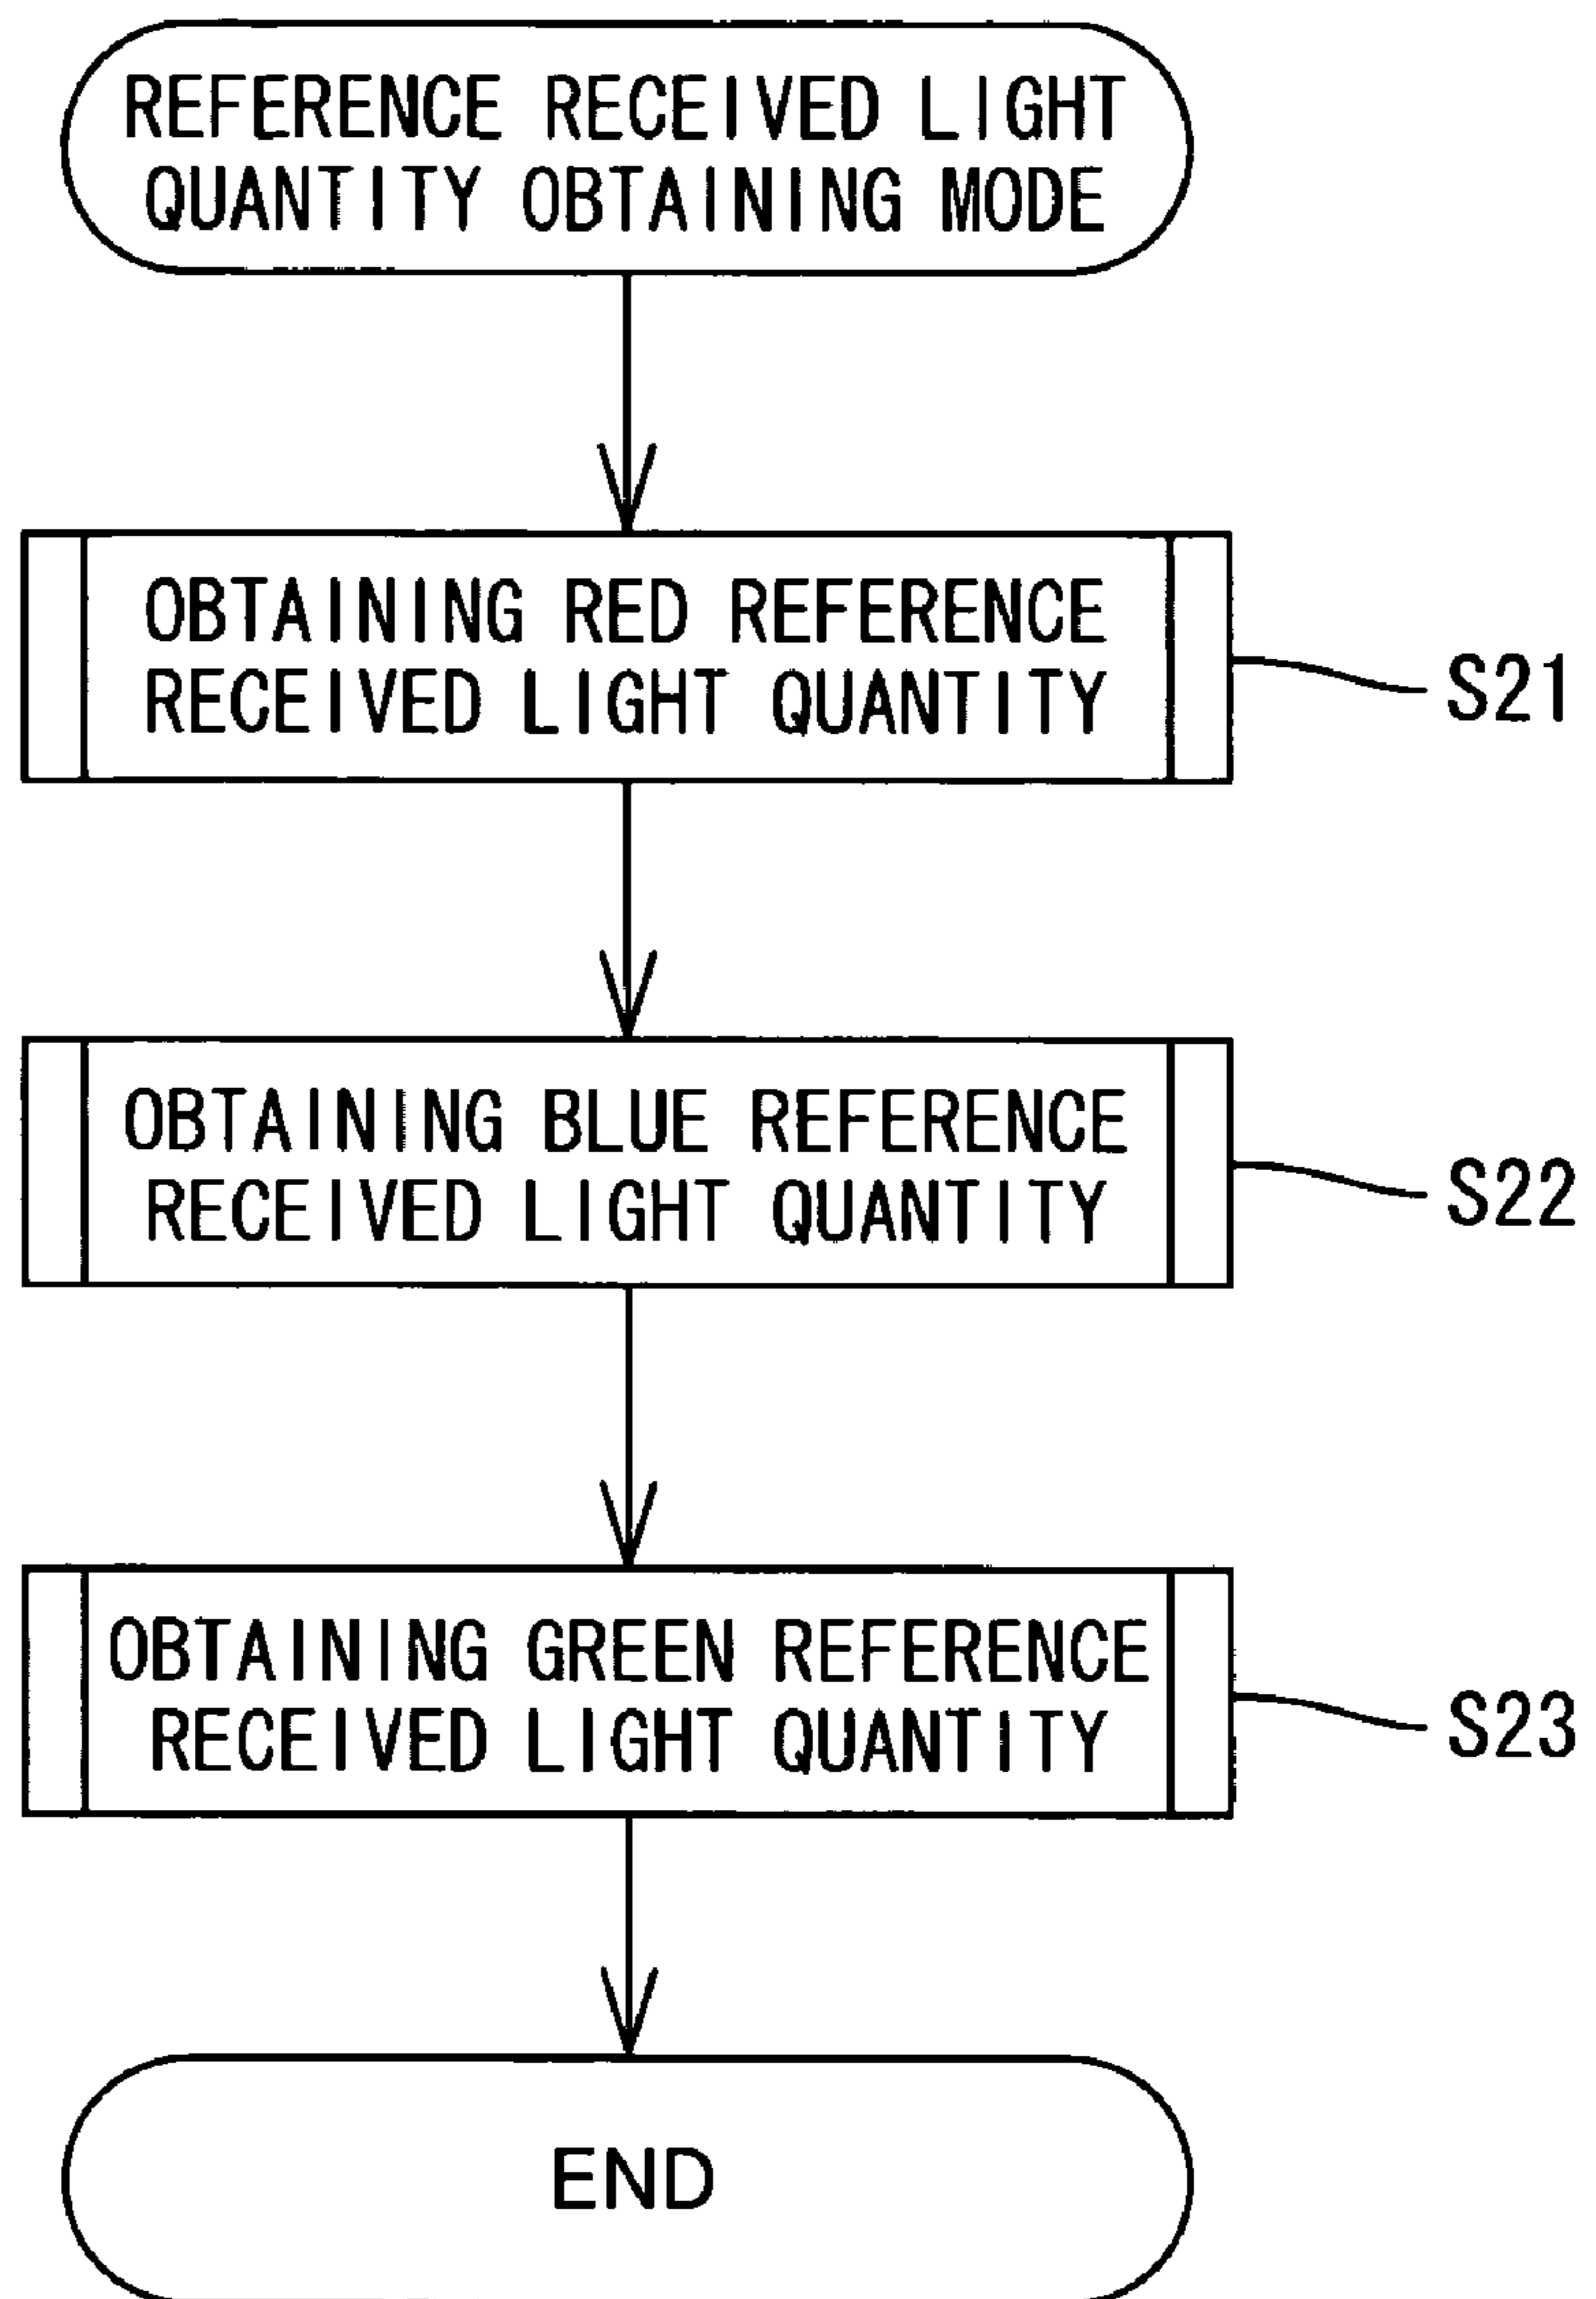 REFERENCE RECEIVED LIGHT
QUANTITY OBTAINING MODE
OBTAINING RED REFERENCE
RECEIVED LIGHT QUANTITY
S21
OBTAINING BLUE REFERENCE
RECEIVED LIGHT QUANTITY
S22
OBTAINING GREEN REFERENCE
RECEIVED LIGHT QUANTITY
S23
END